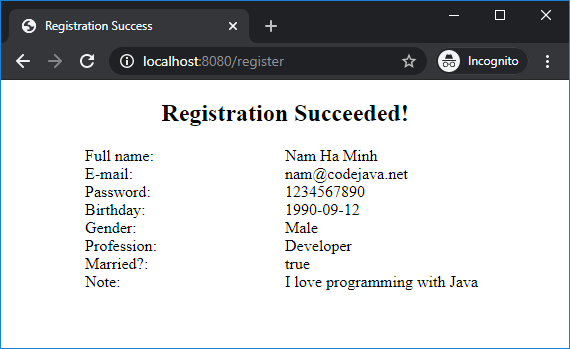 Registration Success
localhost:8080/register
Incognito
Registration Succeeded!
Full name: Nam Ha Minh
E-mail: nam@codejava.net
Password: 1234567890
Birthday: 1990-09-12
Gender: Male
Profession: Developer
Married?: true
Note: I love programming with Java